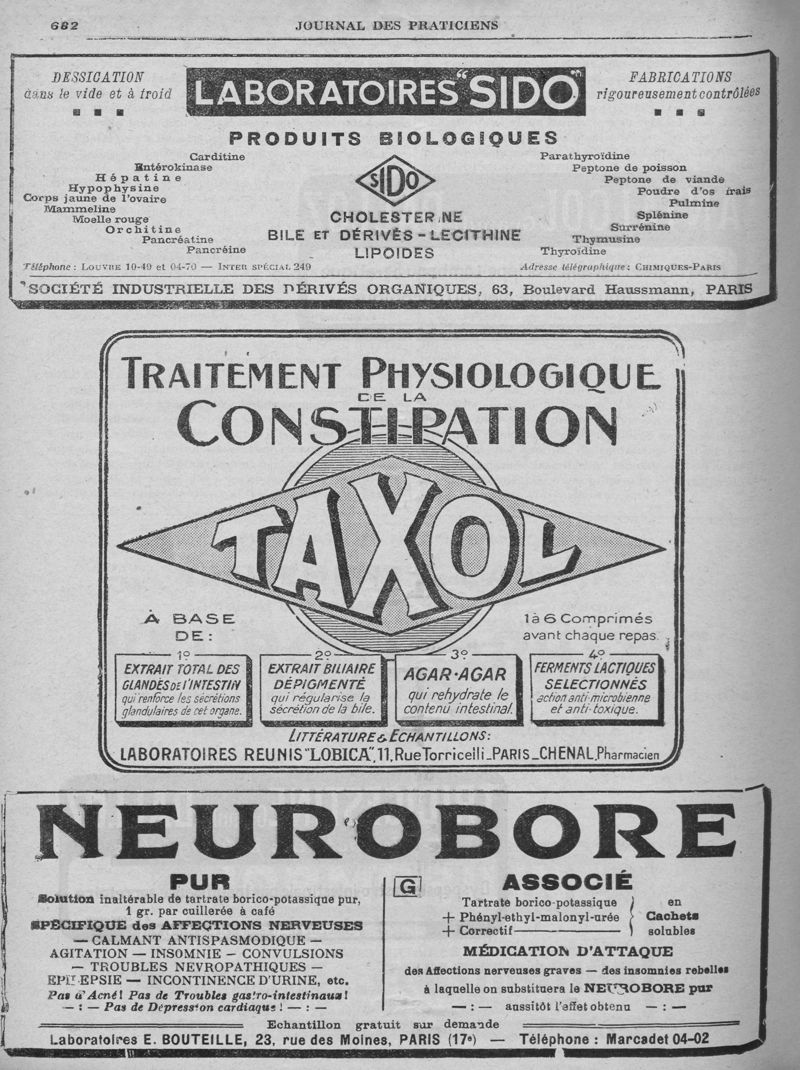 682
JOURNAL DES PRATICIENS
DESSICATION
dans le vide et à froid
LABORATOIRES "SIDO"
FABRICATIONS
rigoureusement contrôlées
PRODUITS BIOLOGIQUES
Carditine
Entérokinase
Hépatine
Hypophysine
Corps jaune de l'ovaire
Mammeline
Moelle rouge
Orchitine
Pancréatine
Pancréine
SIDO
CHOLESTERINE
BILE ET DÉRIVÉS - LECITHINE
LIPOIDES
Parathyroïdine
Peptone de poisson
Peptone de viande
Poudre d'os frais
Pulmine
Splénine
Surrénine
Thymusine
Thyroïdine
Téléphone : LOUVRE 10-49 et 04-70 — INTER SPÉCIAL 249
Adresse télégraphique : CHIMIQUES-PARIS
SOCIÉTÉ INDUSTRIELLE DES DÉRIVÉS ORGANIQUES, 63, Boulevard Haussmann, PARIS
TRAITEMENT PHYSIOLOGIQUE
DE LA
CONSTIPATION
TAXOL
À BASE
DE :
1 à 6 Comprimés
avant chaque repas.
1º
EXTRAIT TOTAL DES
GLANDES DE L'INTESTIN
qui renforce les sécrétions
glandulaires de cet organe.
2º
EXTRAIT BILIAIRE
DÉPIGMENTÉ
qui régularise la
sécrétion de la bile.
3º
AGAR-AGAR
qui rehydrate le
contenu intestinal.
4º
FERMENTS LACTIQUES
SELECTIONNÉS
action anti-microbienne
et anti-toxique.
LITTÉRATURE & ECHANTILLONS :
LABORATOIRES REUNIS "LOBICA", 11, Rue Torricelli_PARIS_CHENAL, Pharmacien
NEUROBORE
PUR
Solution inaltérable de tartrate borico-potassique pur,
1 gr. par cuillerée à café
SPÉCIFIQUE des AFFECTIONS NERVEUSES
— CALMANT ANTISPASMODIQUE —
AGITATION — INSOMNIE — CONVULSIONS
— TROUBLES NEVROPATHIQUES —
EPILEPSIE — INCONTINENCE D'URINE, etc.
Pas d'Acné! Pas de Troubles gastro-intestinaux!
— : — Pas de Dépression cardiaque! — : —
G
ASSOCIÉ
Tartrate borico-potassique
+ Phényl-ethyl-malonyl-urée
+ Correctif
en
Cachets
solubles
MÉDICATION D'ATTAQUE
des Affections nerveuses graves — des insomnies rebelles
à laquelle on substituera le NEUROBORE pur
— : — aussitôt l'effet obtenu — : —
Echantillon gratuit sur demande
Laboratoires E. BOUTEILLE, 23, rue des Moines, PARIS (17e) — Téléphone : Marcadet 04-02